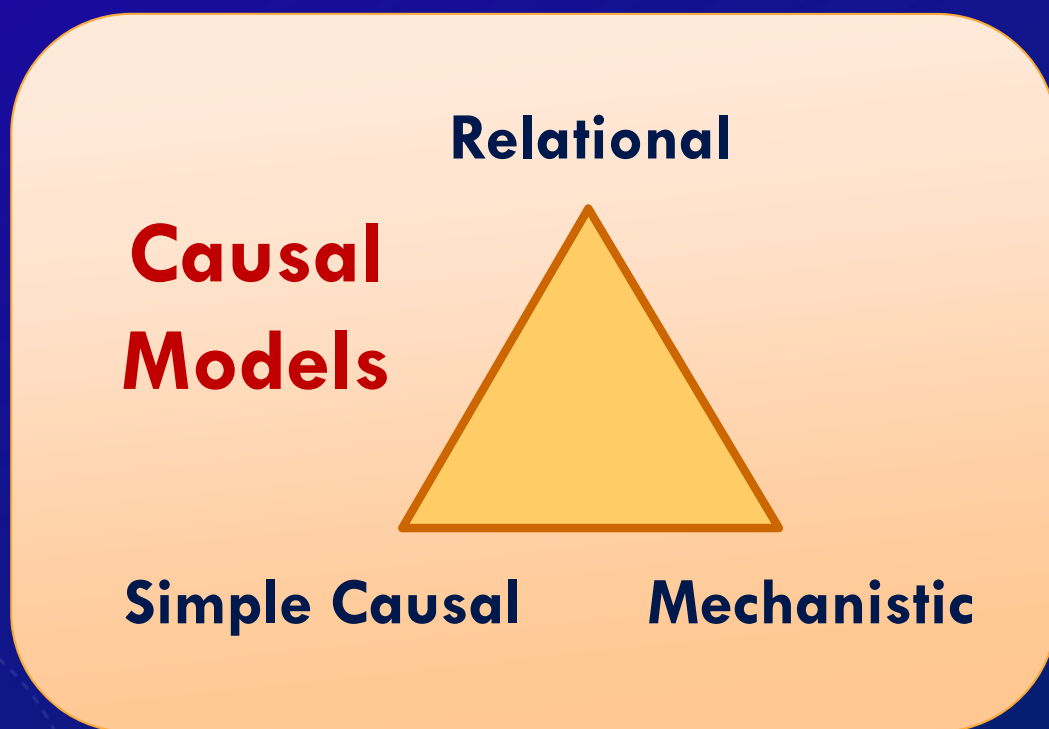 Relational
Causal
Models
Simple Causal
Mechanistic